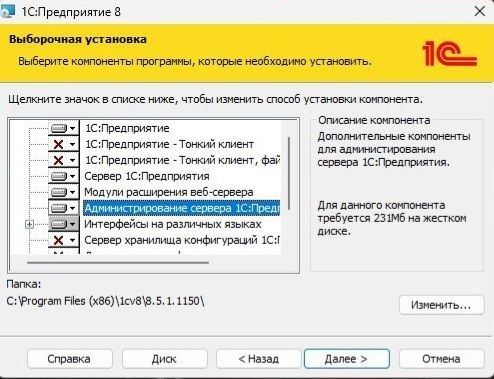 1С:Предприятие 8
Выборочная установка
Выберите компоненты программы, которые необходимо установить.
1С
Щелкните значок в списке ниже, чтобы изменить способ установки компонента.
1С:Предприятие
1С:Предприятие - Тонкий клиент
1С:Предприятие - Тонкий клиент, фай
Сервер 1С:Предприятия
Модули расширения веб-сервера
Администрирование сервера 1С:Пред
Интерфейсы на различных языках
Сервер хранилища конфигураций 1С:
Описание компонента
Дополнительные компоненты
для администрирования
сервера 1С:Предприятия.
Для данного компонента
требуется 231Мб на жестком
диске.
Папка:
C:\Program Files (x86)\1cv8\8.5.1.1150\
Изменить...
Справка
Диск
< Назад
Далее >
Отмена